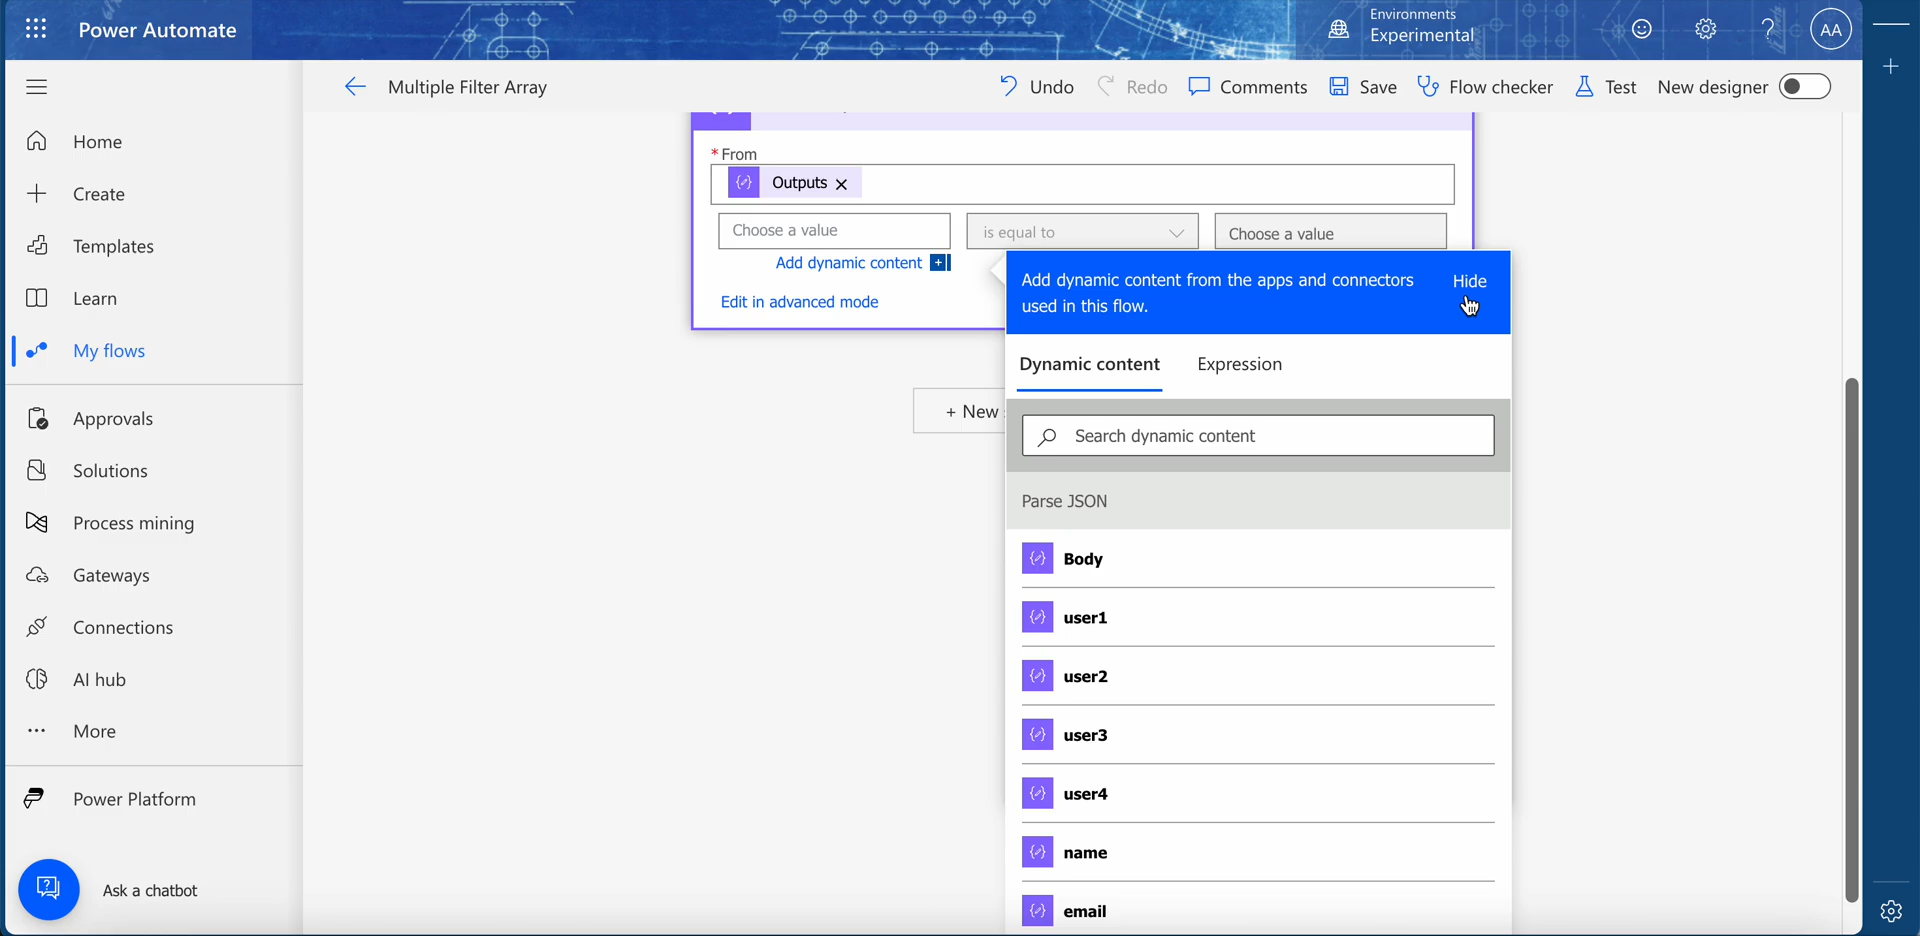 Power Automate
Environments
Experimental
AA
Multiple Filter Array
Undo
Redo
Comments
Save
Flow checker
Test
New designer
Home
Create
Templates
Learn
My flows
Approvals
Solutions
Process mining
Gateways
Connections
AI hub
More
Power Platform
Ask a chatbot
* From
Outputs
Choose a value
is equal to
Choose a value
Add dynamic content
Edit in advanced mode
+ New
Add dynamic content from the apps and connectors
used in this flow.
Hide
Dynamic content
Expression
Search dynamic content
Parse JSON
Body
user1
user2
user3
user4
name
email